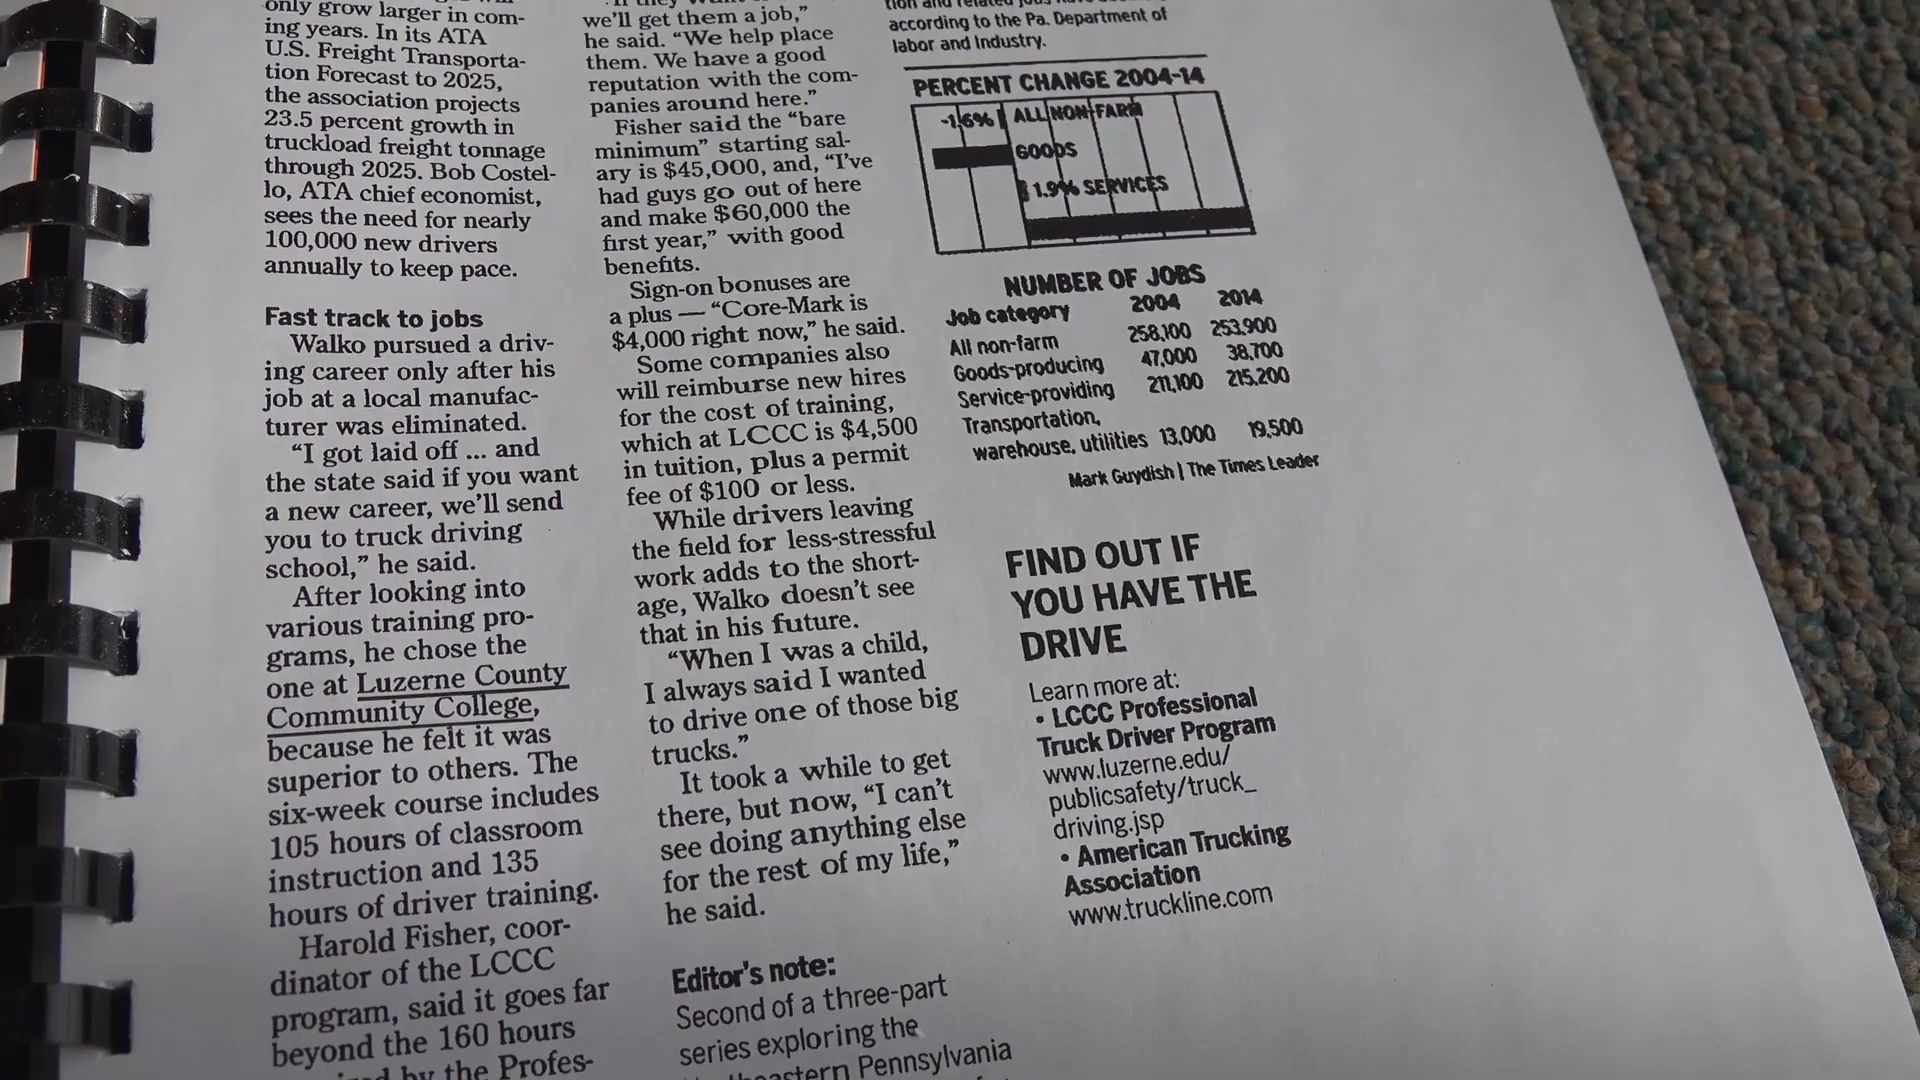 only grow larger in com-
ing years. In its ATA
U.S. Freight Transporta-
tion Forecast to 2025,
the association projects
23.5 percent growth in
truckload freight tonnage
through 2025. Bob Costel-
lo, ATA chief economist,
sees the need for nearly
100,000 new drivers
annually to keep pace.
Fast track to jobs
Walko pursued a driv-
ing career only after his
job at a local manufac-
turer was eliminated.
“I got laid off ... and
the state said if you want
a new career, we’ll send
you to truck driving
school,” he said.
After looking into
various training pro-
grams, he chose the
one at Luzerne County
Community College,
because he felt it was
superior to others. The
six-week course includes
105 hours of classroom
instruction and 135
hours of driver training.
Harold Fisher, coor-
dinator of the LCCC
program, said it goes far
beyond the 160 hours
by the Profes-
we’ll get them a job,”
he said. “We help place
them. We have a good
reputation with the com-
panies around here.”
Fisher said the “bare
minimum” starting sal-
ary is $45,000, and, “I’ve
had guys go out of here
and make $60,000 the
first year,” with good
benefits.
Sign-on bonuses are
a plus — “Core-Mark is
$4,000 right now,” he said.
Some companies also
will reimburse new hires
for the cost of training,
which at LCCC is $4,500
in tuition, plus a permit
fee of $100 or less.
While drivers leaving
the field for less-stressful
work adds to the short-
age, Walko doesn’t see
that in his future.
“When I was a child,
I always said I wanted
to drive one of those big
trucks.”
It took a while to get
there, but now, “I can’t
see doing anything else
for the rest of my life,”
he said.
Editor’s note:
Second of a three-part
series exploring the
Pennsylvania
according to the Pa. Department of
labor and Industry.
PERCENT CHANGE 2004-14
-1.6% ALL NON-FARM
GOODS
1.9% SERVICES
NUMBER OF JOBS
Job category 2004 2014
All non-farm 258,100 253,900
Goods-producing 47,000 38,700
Service-providing 211,100 215,200
Transportation,
warehouse, utilities 13,000 19,500
Mark Guydish | The Times Leader
FIND OUT IF
YOU HAVE THE
DRIVE
Learn more at:
• LCCC Professional
Truck Driver Program
www.luzerne.edu/
publicsafety/truck_
driving.jsp
• American Trucking
Association
www.truckline.com